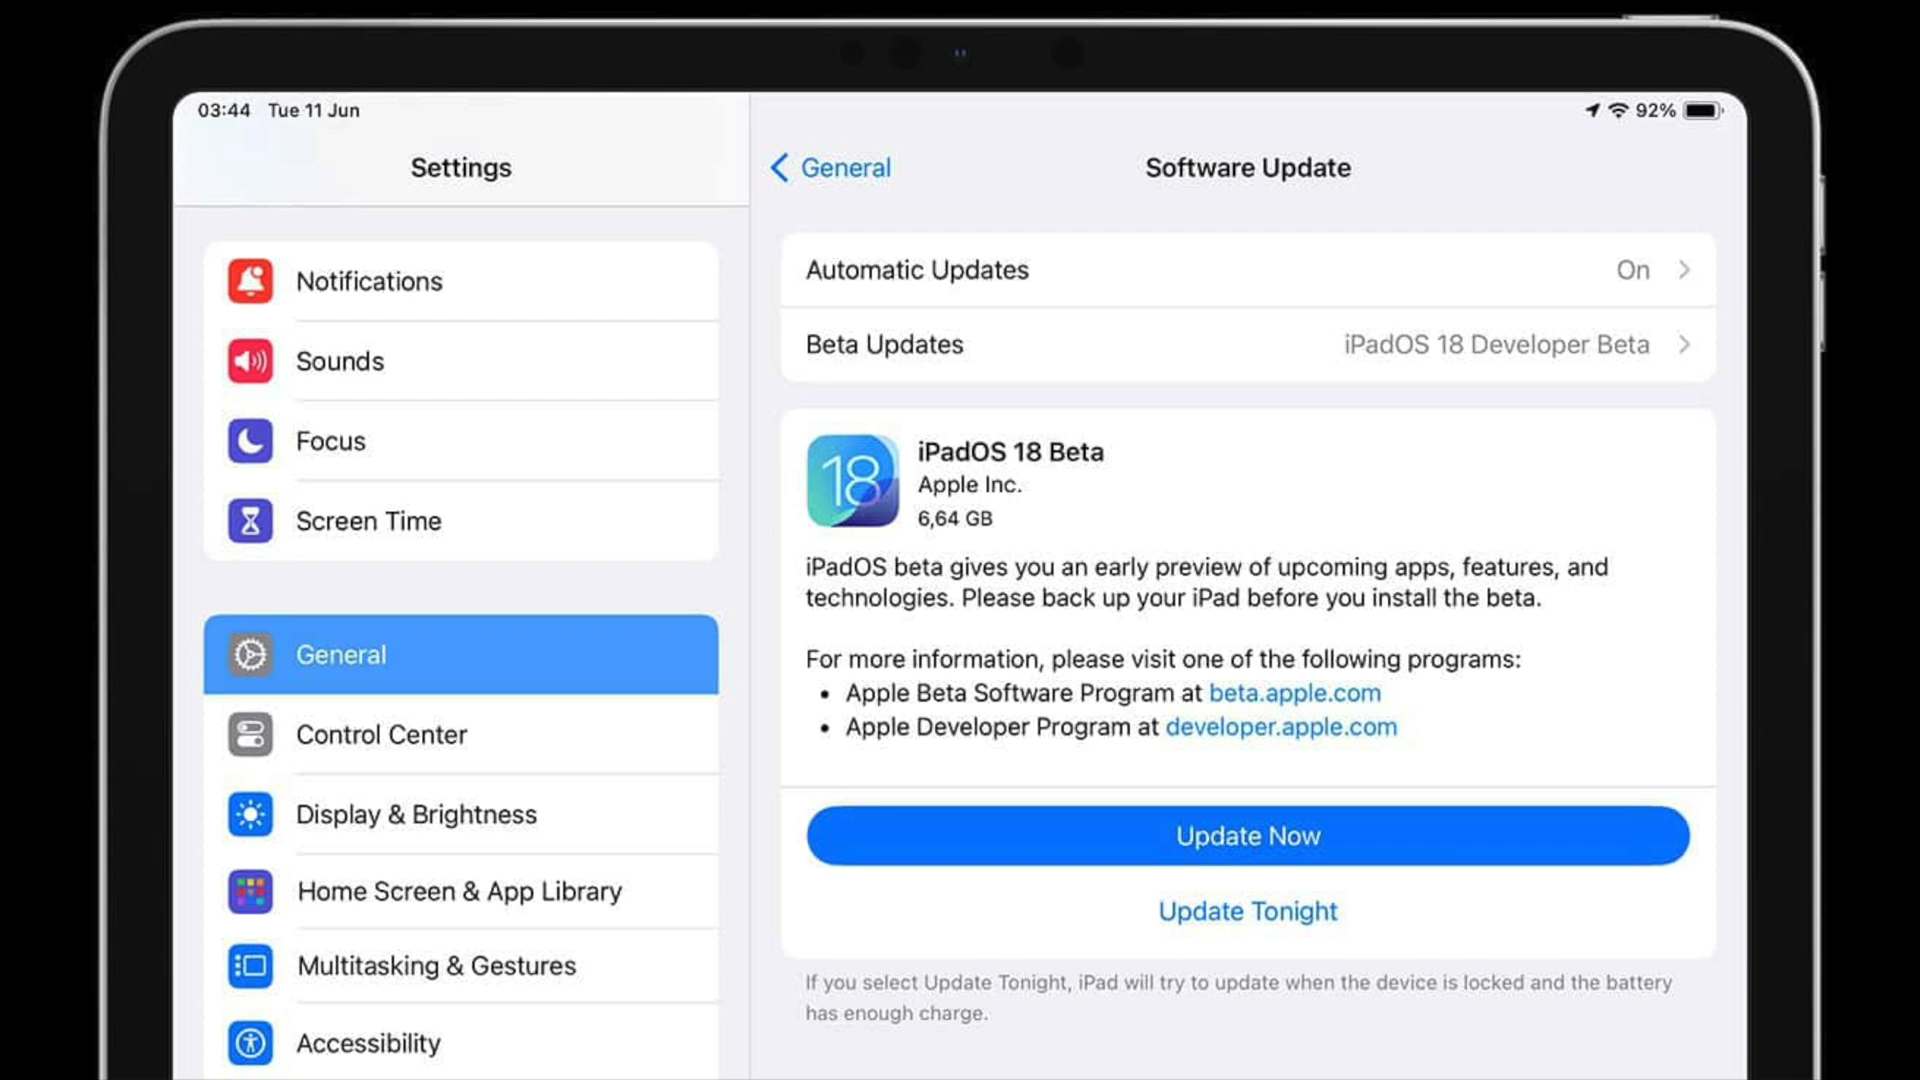 03:44 Tue 11 Jun
92%
Settings
Notifications
Sounds
Focus
Screen Time
General
Control Center
Display & Brightness
Home Screen & App Library
Multitasking & Gestures
Accessibility
General
Software Update
Automatic Updates On
Beta Updates iPadOS 18 Developer Beta
18
iPadOS 18 Beta
Apple Inc.
6,64 GB
iPadOS beta gives you an early preview of upcoming apps, features, and
technologies. Please back up your iPad before you install the beta.
For more information, please visit one of the following programs:
• Apple Beta Software Program at beta.apple.com
• Apple Developer Program at developer.apple.com
Update Now
Update Tonight
If you select Update Tonight, iPad will try to update when the device is locked and the battery
has enough charge.